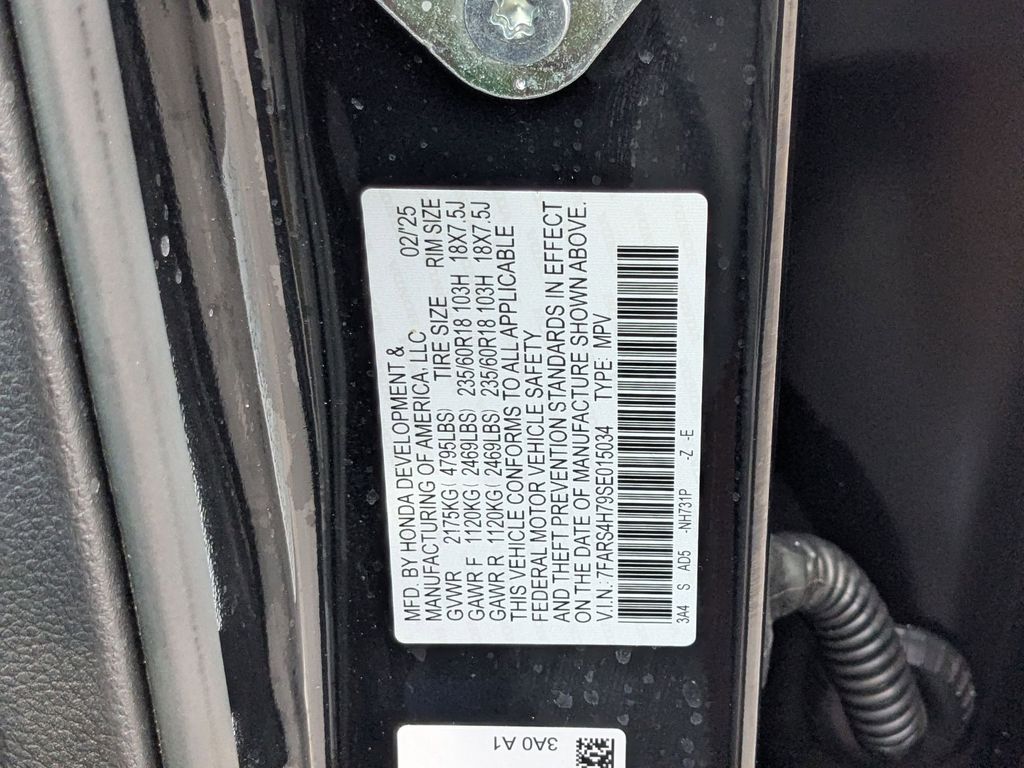 MFD. BY HONDA DEVELOPMENT &
MANUFACTURING OF AMERICA, LLC 02/'25
GVWR 2175KG( 4795LBS) TIRE SIZE RIM SIZE
GAWR F 1120KG( 2469LBS) 235/60R18 103H 18X7.5J
GAWR R 1120KG( 2469LBS) 235/60R18 103H 18X7.5J
THIS VEHICLE CONFORMS TO ALL APPLICABLE
FEDERAL MOTOR VEHICLE SAFETY
AND THEFT PREVENTION STANDARDS IN EFFECT
ON THE DATE OF MANUFACTURE SHOWN ABOVE.
V.I.N: 7FARS4H79SE015034 TYPE: MPV
3A4 S AD5 -NH731P -Z -E
3A0 A1